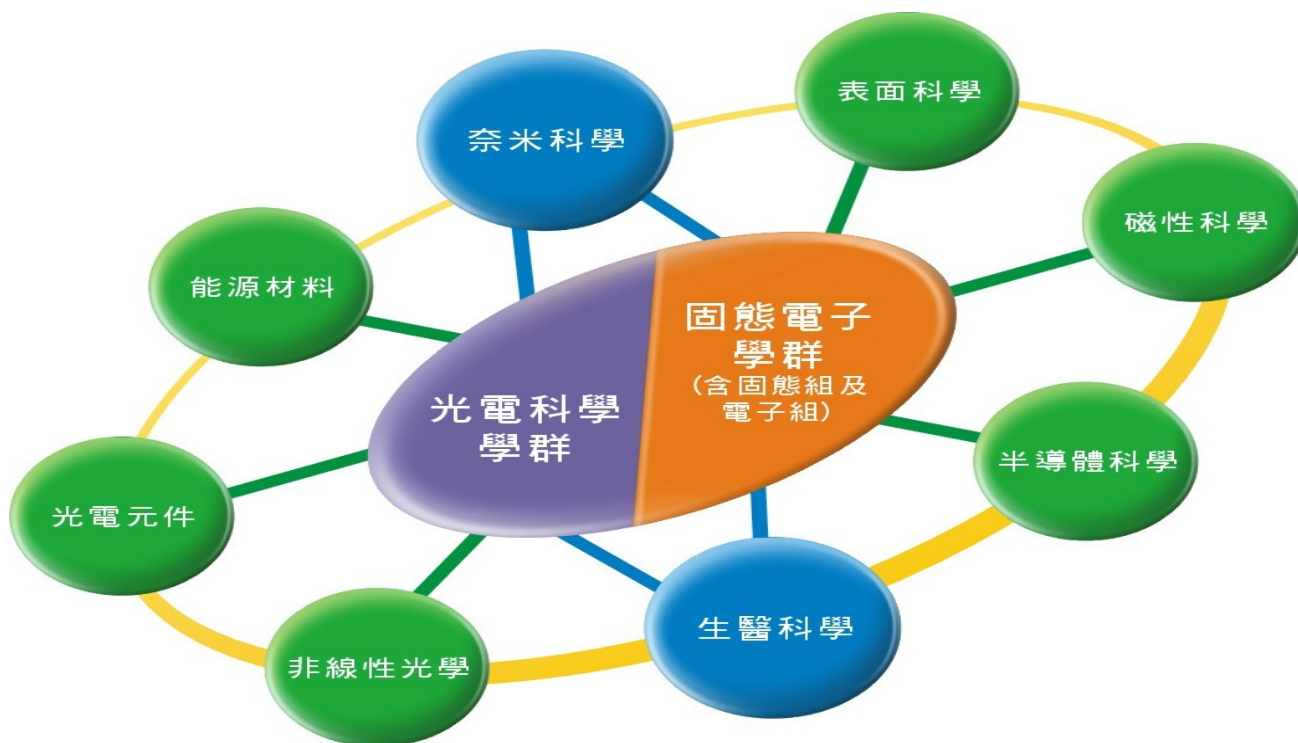 表面科學
奈米科學
磁性科學
能源材料
固態電子
學群
(含固態組及
電子組)
光電科學
學群
半導體科學
光電元件
生醫科學
非線性光學